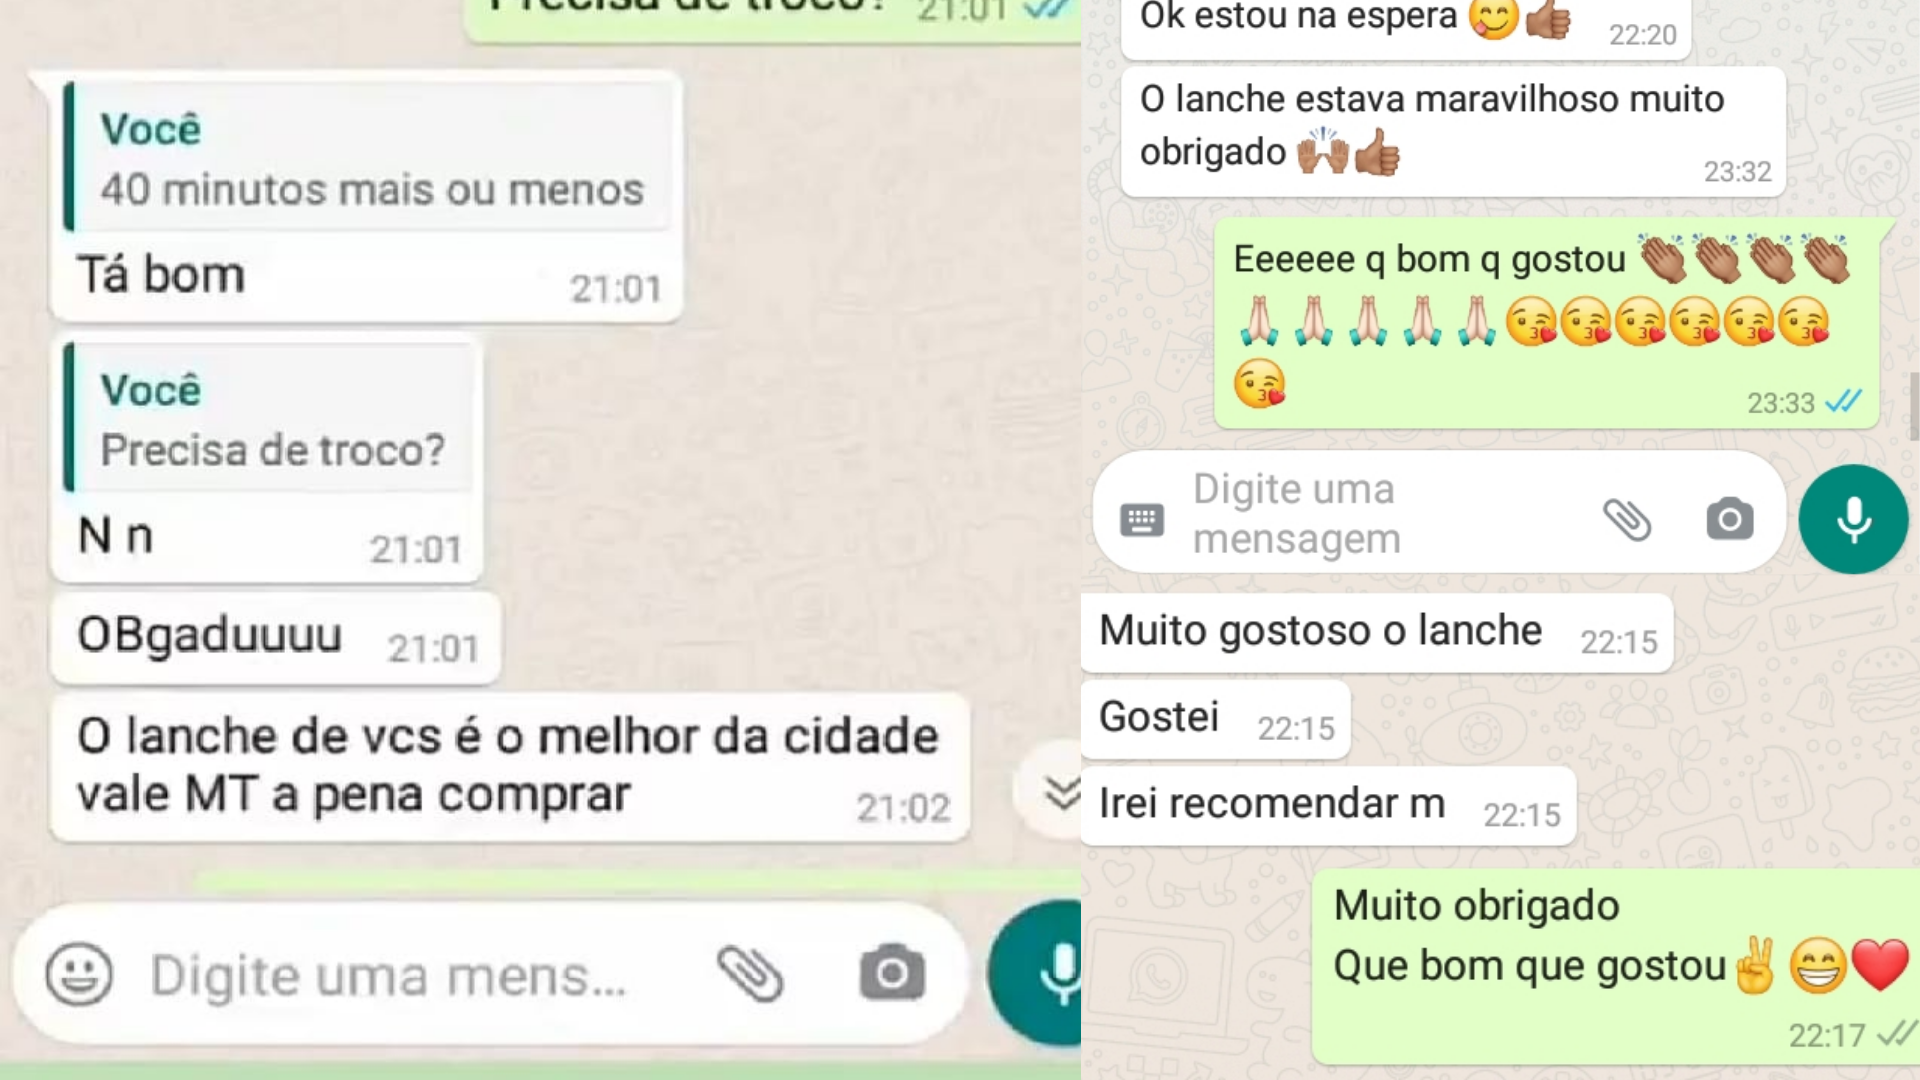 Precisa de troco? 21:01
Você
40 minutos mais ou menos
Tá bom 21:01
Você
Precisa de troco?
N n 21:01
OBgaduuuu 21:01
O lanche de vcs é o melhor da cidade
vale MT a pena comprar 21:02
Digite uma mens...
Ok estou na espera 😋👍🏽 22:20
O lanche estava maravilhoso muito
obrigado 🙌🏽👍🏽 23:32
Eeeeee q bom q gostou 👏🏽👏🏽👏🏽👏🏽
🙏🏻🙏🏻🙏🏻🙏🏻🙏🏻😘😘😘😘😘😘
😘 23:33
Digite uma
mensagem
Muito gostoso o lanche 22:15
Gostei 22:15
Irei recomendar m 22:15
Muito obrigado
Que bom que gostou✌️😁❤️
22:17